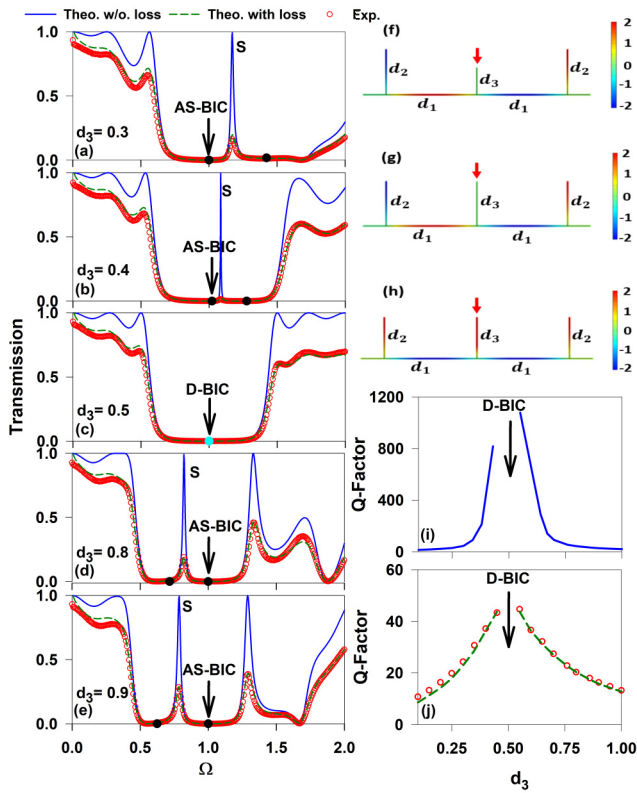 Theo. w/o. loss Theo. with loss Exp.
1.0
0.5
0.0
d3= 0.3
(a)
AS-BIC
S
1.0
0.5
0.0
d3= 0.4
(b)
AS-BIC
S
1.0
0.5
0.0
d3= 0.5
(c)
D-BIC
1.0
0.5
0.0
d3= 0.8
(d)
S
AS-BIC
1.0
0.5
0.0
d3= 0.9
(e)
S
AS-BIC
0.0 0.5 1.0 1.5 2.0
Ω
Transmission
(f)
d2
d3
d2
d1
d1
2
1
0
-1
-2
(g)
d2
d3
d2
d1
d1
2
1
0
-1
-2
(h)
d2
d3
d2
d1
d1
2
1
0
-1
-2
D-BIC
1200
800
400
0
Q-Factor
(i)
D-BIC
60
40
20
0
Q-Factor
(j)
0.25 0.50 0.75 1.00
d3